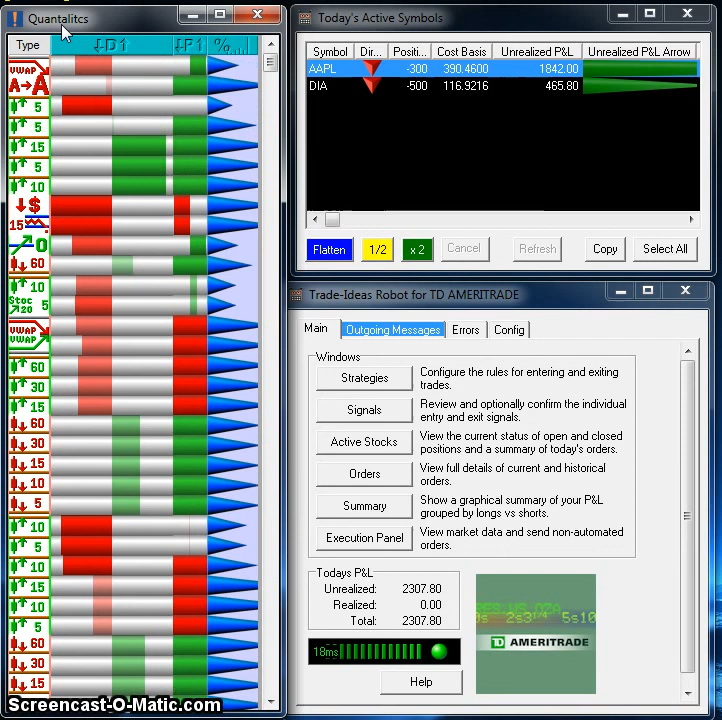 Quantalitcs
Type ↓D1 ↓P1 %
VWAP
A→A
5
5
15
15
10
↓$
15
0
60
10
Stoc 20 5
VWAP
VWAP
60
30
15
60
30
15
10
5
10
5
10
15
10
5
60
30
15
Screencast-O-Matic.com
Today's Active Symbols
Symbol Dir... Positi... Cost Basis Unrealized P&L Unrealized P&L Arrow
AAPL -300 390.4600 1842.00
DIA -500 116.9216 465.80
Flatten 1/2 x 2 Cancel Refresh Copy Select All
Trade-Ideas Robot for TD AMERITRADE
Main Outgoing Messages Errors Config
Windows
Strategies Configure the rules for entering and exiting
trades.
Signals Review and optionally confirm the individual
entry and exit signals.
Active Stocks View the current status of open and closed
positions and a summary of today's orders.
Orders View full details of current and historical
orders.
Summary Show a graphical summary of your P&L
grouped by longs vs shorts.
Execution Panel View market data and send non-automated
orders.
Todays P&L
Unrealized: 2307.80
Realized: 0.00
Total: 2307.80
18ms
Help
TD AMERITRADE